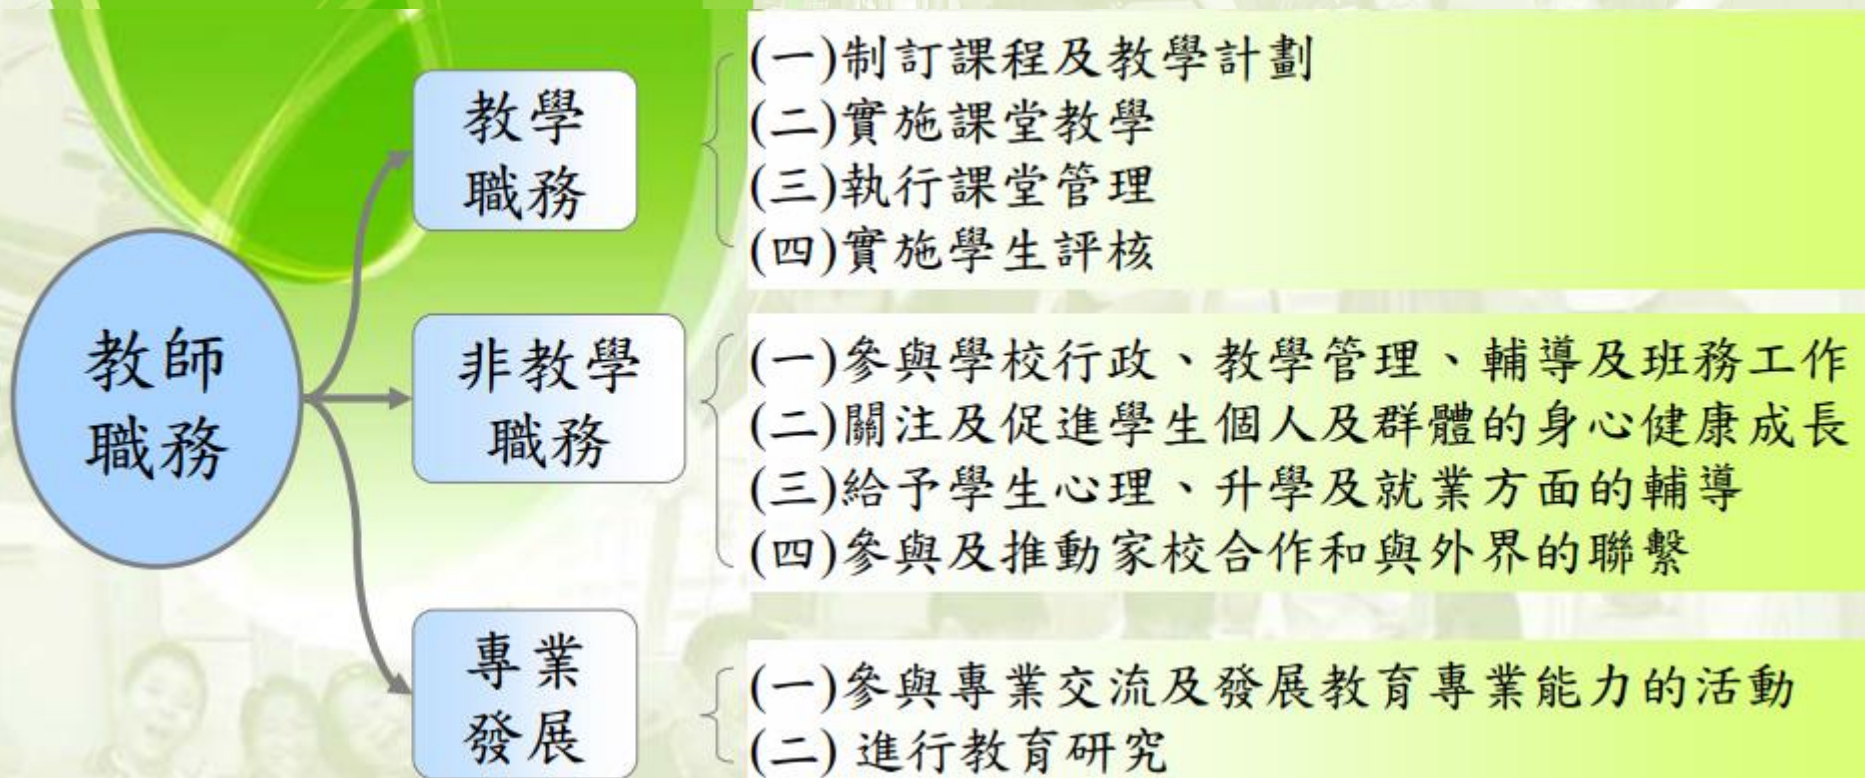 教師
職務
教學
職務
(一)制訂課程及教學計劃
(二)實施課堂教學
(三)執行課堂管理
(四)實施學生評核
非教學
職務
(一)參與學校行政、教學管理、輔導及班務工作
(二)關注及促進學生個人及群體的身心健康成長
(三)給予學生心理、升學及就業方面的輔導
(四)參與及推動家校合作和與外界的聯繫
專業
發展
(一)參與專業交流及發展教育專業能力的活動
(二) 進行教育研究